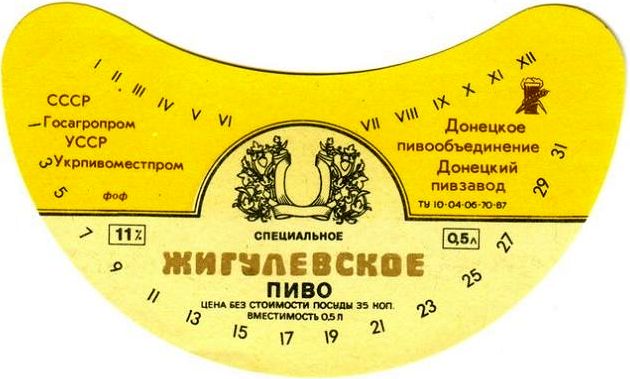 I II III IV V VI VII VIII IX X XI XII
СССР
Госагропром
УССР
Укрпивоместпром
фоф
Донецкое
пивообъединение
Донецкий
пивзавод
ТУ 10-04-06-70-87
11%
0,5л
СПЕЦИАЛЬНОЕ
ЖИГУЛЕВСКОЕ
ПИВО
ЦЕНА БЕЗ СТОИМОСТИ ПОСУДЫ 35 КОП.
ВМЕСТИМОСТЬ 0,5 Л
1 3 5 7 9 11 13 15 17 19 21 23 25 27 29 31